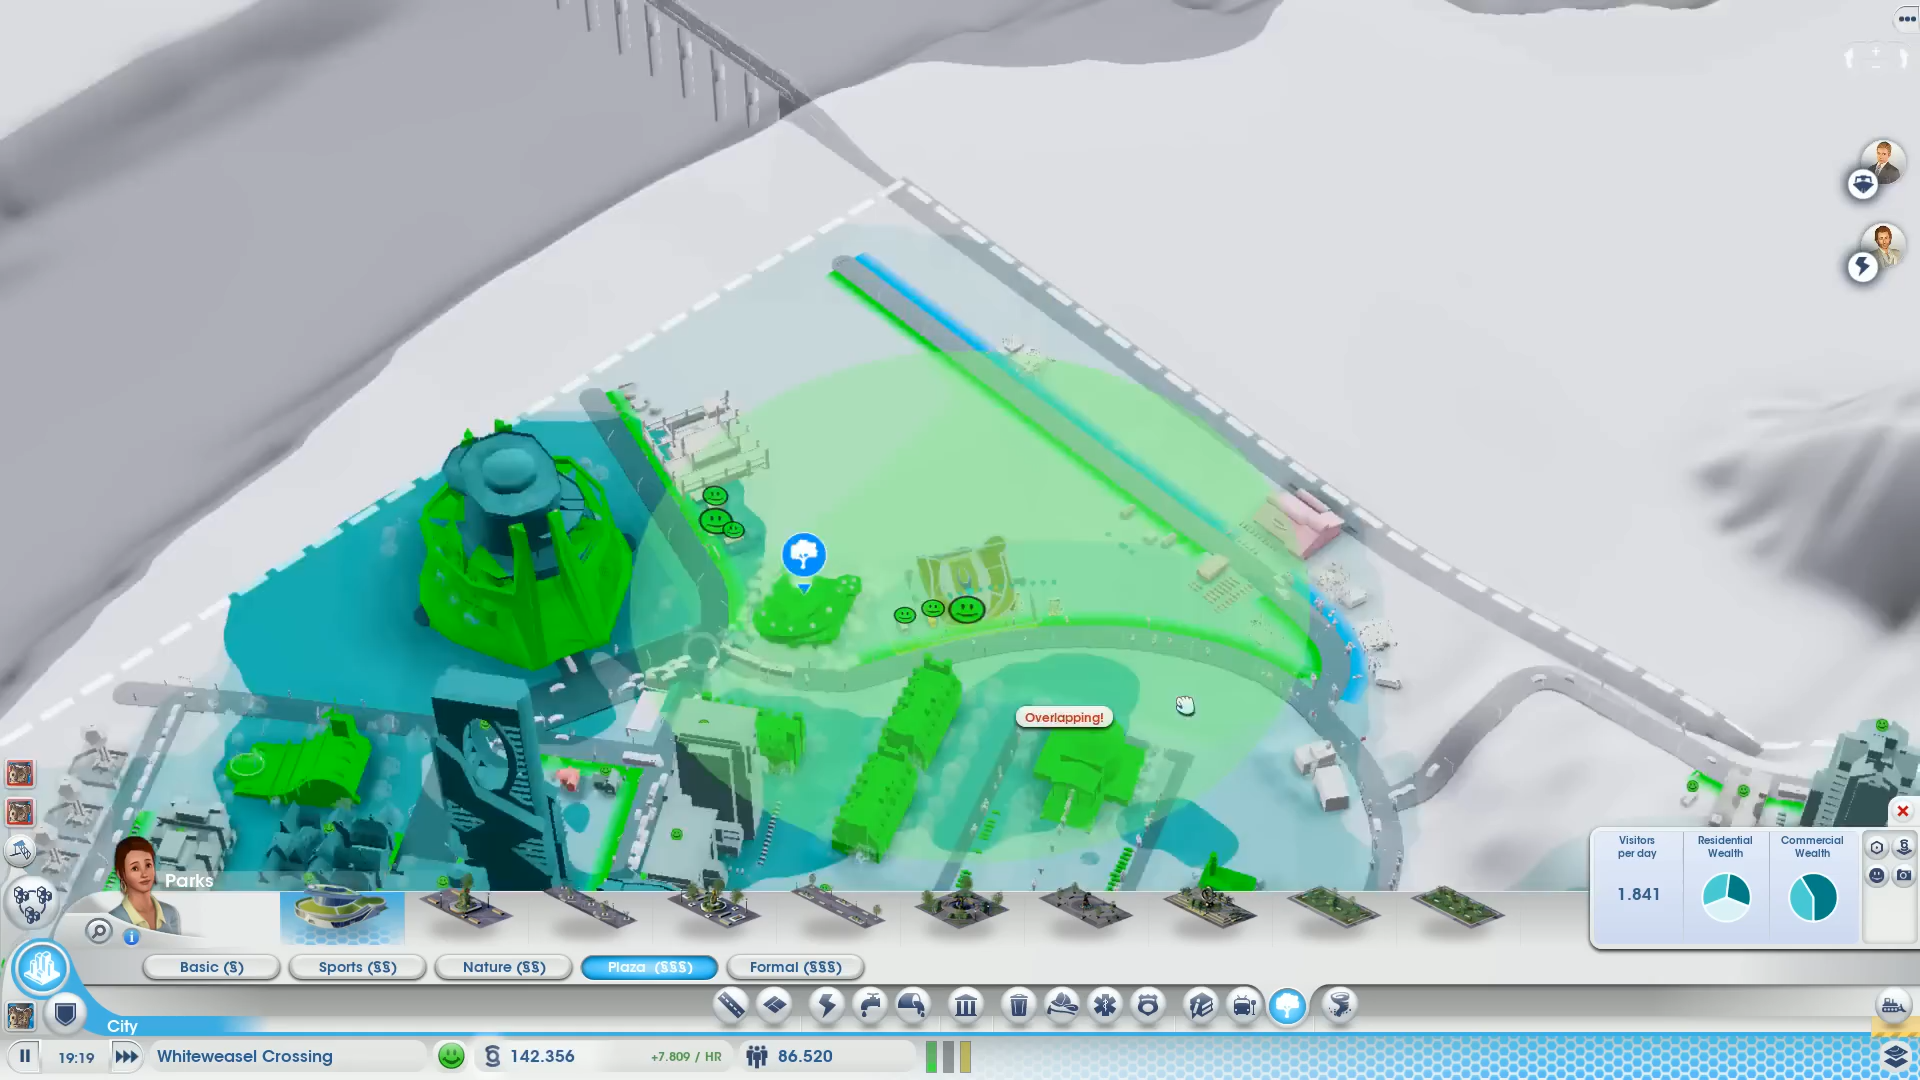 Overlapping!
Visitors per day
Residential Wealth
Commercial Wealth
1.841
Parks
Basic (§)
Sports (§§)
Nature (§§)
Plaza (§§§)
Formal (§§§)
City
19:19
Whiteweasel Crossing
142.356
+7.809 / HR
86.520